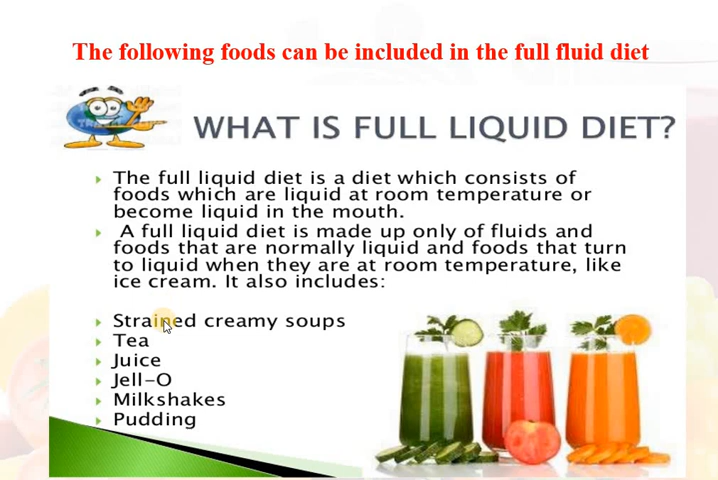 The following foods can be included in the full fluid diet
WHAT IS FULL LIQUID DIET?
The full liquid diet is a diet which consists of
foods which are liquid at room temperature or
become liquid in the mouth.
A full liquid diet is made up only of fluids and
foods that are normally liquid and foods that turn
to liquid when they are at room temperature, like
ice cream. It also includes:
Strained creamy soups
Tea
Juice
Jell-O
Milkshakes
Pudding